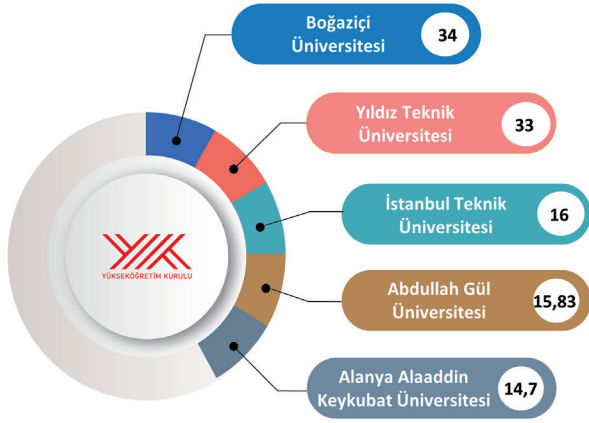 Boğaziçi
Üniversitesi
34
Yıldız Teknik
Üniversitesi
33
İstanbul Teknik
Üniversitesi
16
Abdullah Gül
Üniversitesi
15,83
Alanya Alaaddin
Keykubat Üniversitesi
14,7
YÜKSEKÖĞRETİM KURULU